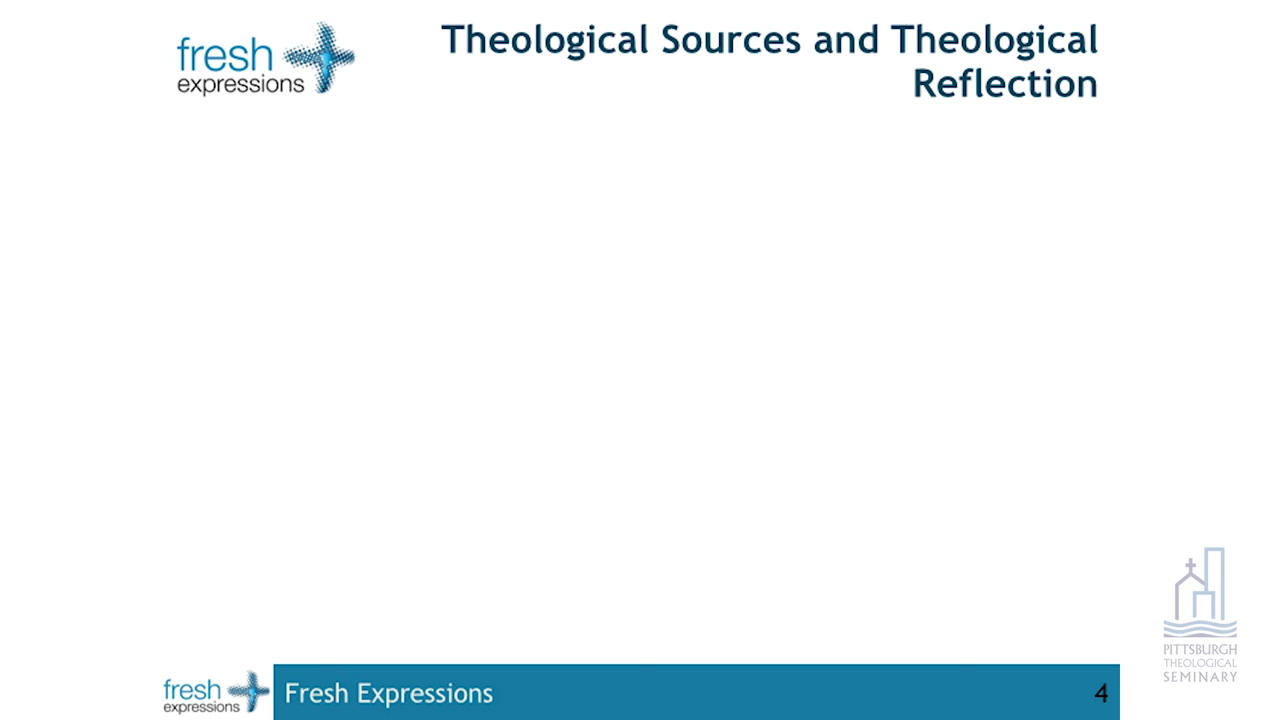 fresh
expressions
Theological Sources and Theological
Reflection
fresh
expressions
Fresh Expressions
4
PITTSBURGH
THEOLOGICAL
SEMINARY